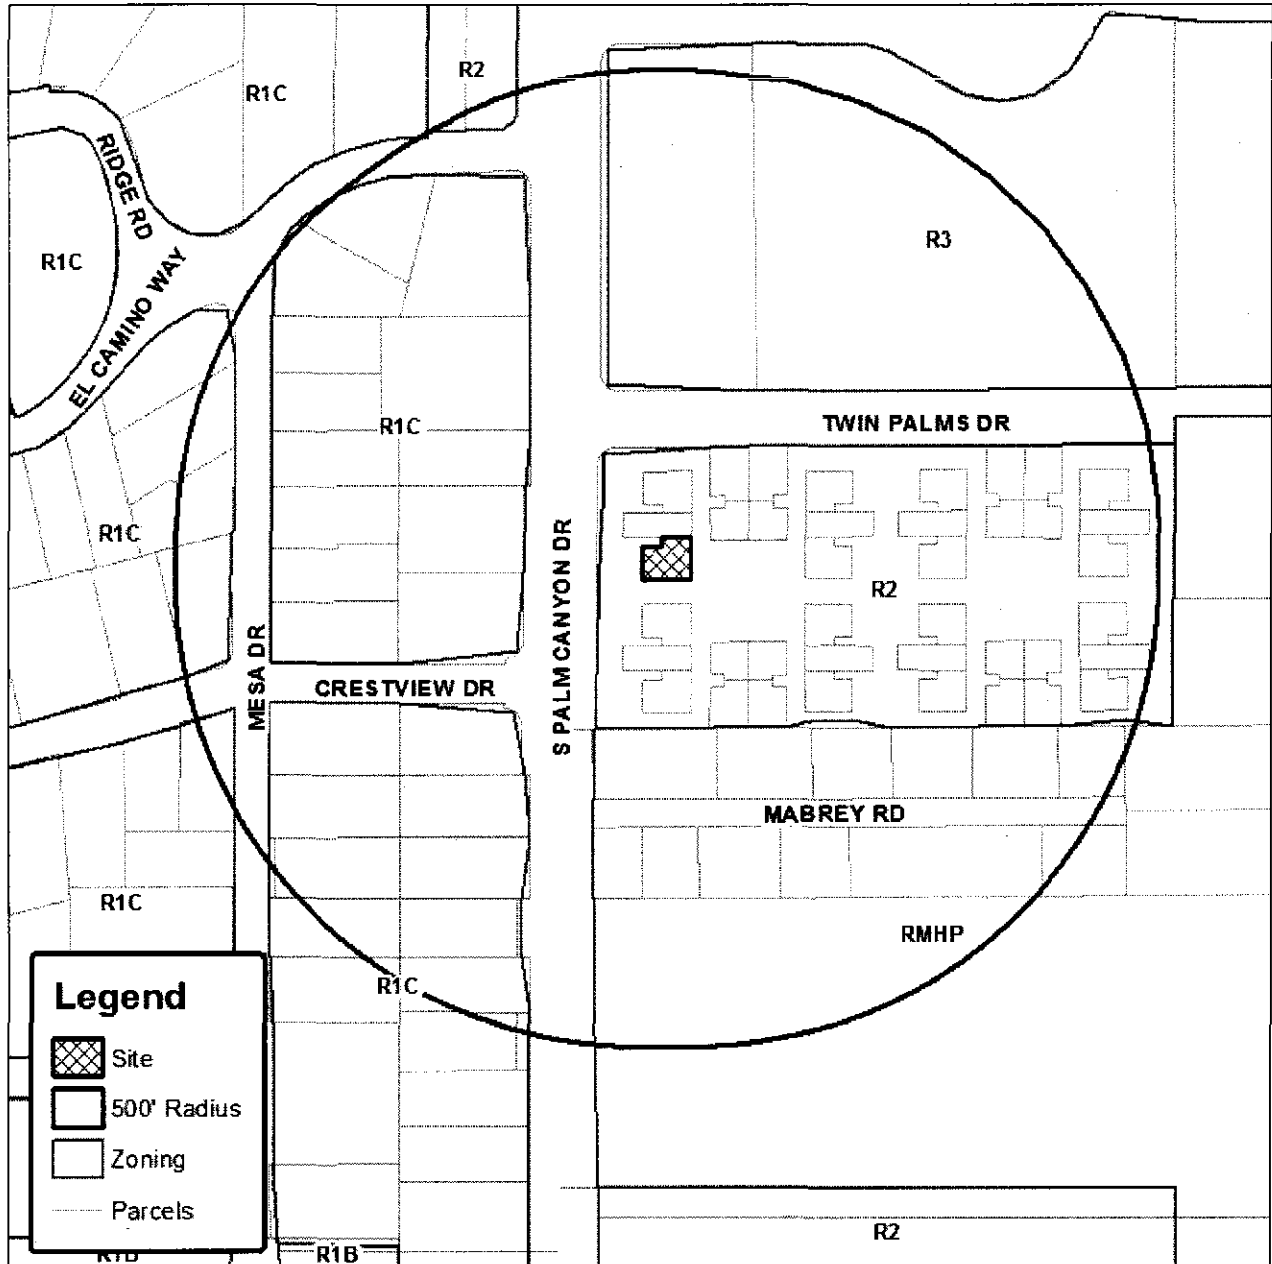 R2
R1C
RIDGE RD
R3
R1C
EL CAMINO WAY
TWIN PALMS DR
R1C
R1C
S PALM CANYON DR
R2
MESA DR
CRESTVIEW DR
MABREY RD
R1C
RMHP
R1C
Legend
Site
500' Radius
Zoning
Parcels
R2
R1B